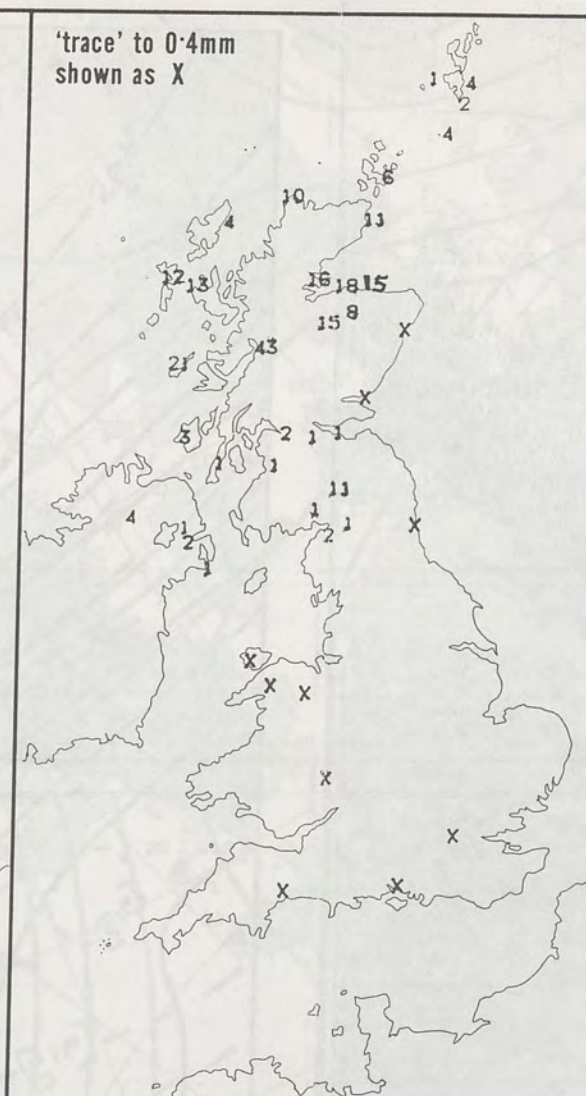 'trace' to 0·4mm
shown as X
1 4
2
4
6
10
4 11
12 13 16 18 15
15 8
X
21 43
X
3 2 1 1
1 1
11
4 1 2 1 1 X
2
1
X
X X
X
X
X X